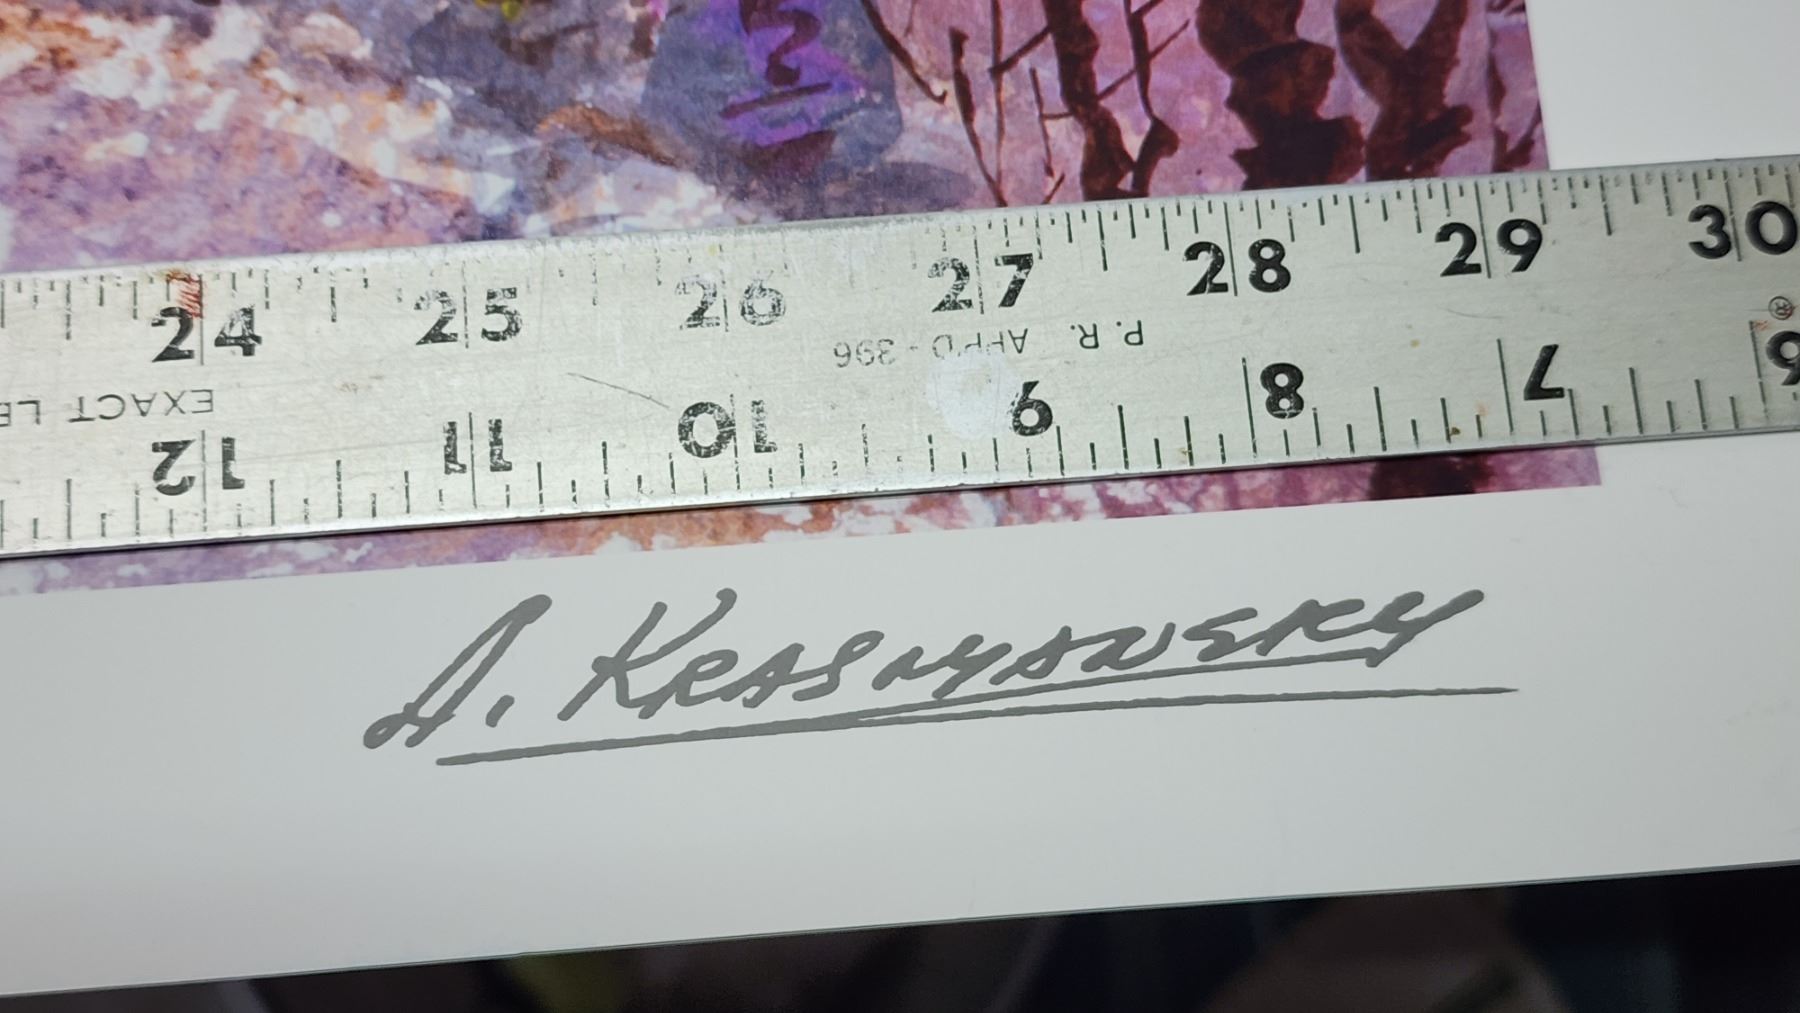 24 25 26 27 28 29 30
P. R. APPD - 396
®
EXACT LE
12 11 10 9 8 7 6
A. KRASNYANSKY